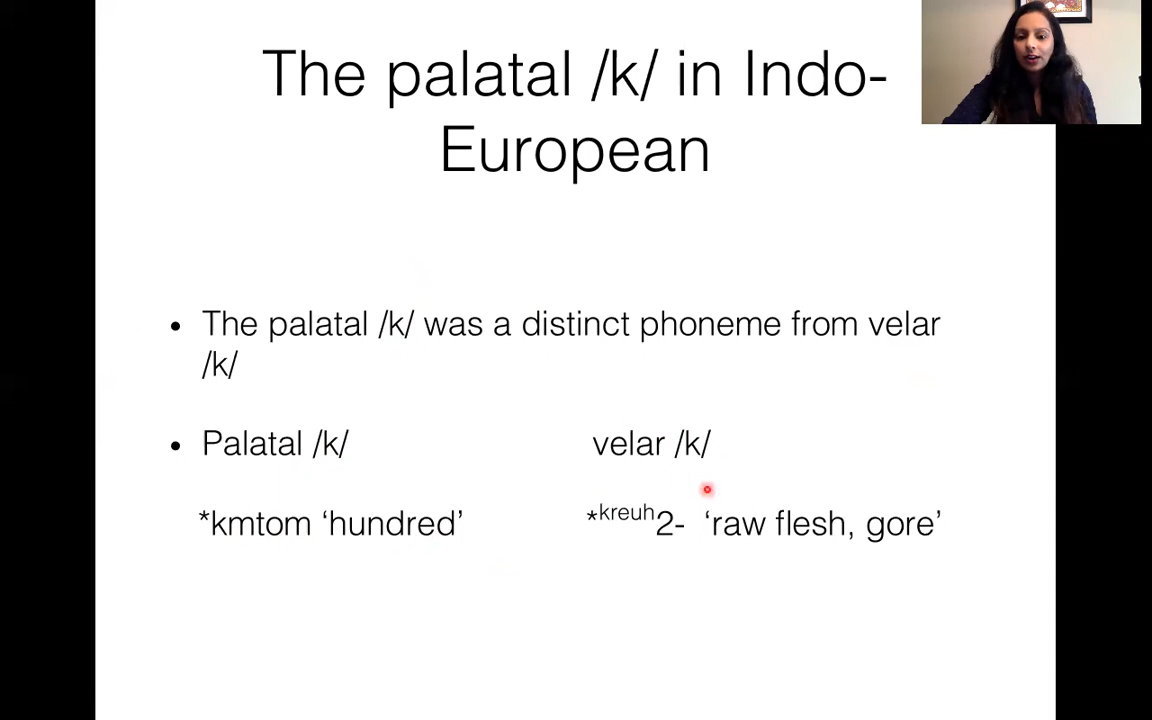 The palatal /k/ in Indo-
European
• The palatal /k/ was a distinct phoneme from velar
/k/
• Palatal /k/ velar /k/
*kmtom ‘hundred’ *kreuh2- ‘raw flesh, gore’